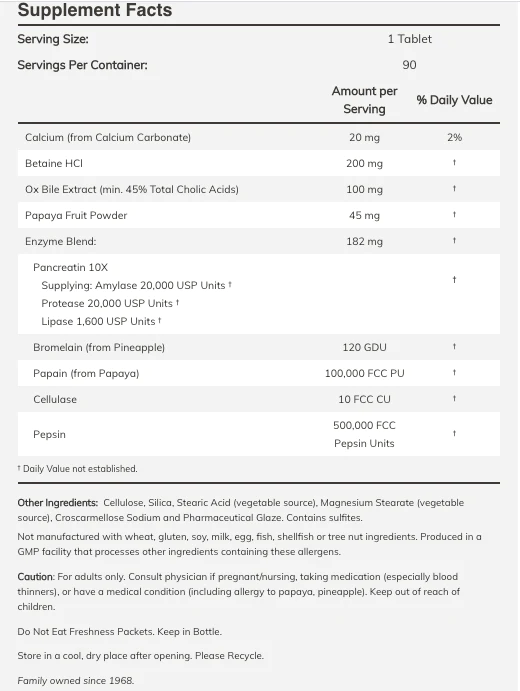 Supplement Facts
Serving Size: 1 Tablet
Servings Per Container: 90
Amount per Serving % Daily Value
Calcium (from Calcium Carbonate) 20 mg 2%
Betaine HCl 200 mg †
Ox Bile Extract (min. 45% Total Cholic Acids) 100 mg †
Papaya Fruit Powder 45 mg †
Enzyme Blend: 182 mg †
Pancreatin 10X †
Supplying: Amylase 20,000 USP Units †
Protease 20,000 USP Units †
Lipase 1,600 USP Units †
Bromelain (from Pineapple) 120 GDU †
Papain (from Papaya) 100,000 FCC PU †
Cellulase 10 FCC CU †
Pepsin 500,000 FCC Pepsin Units †
† Daily Value not established.
Other Ingredients: Cellulose, Silica, Stearic Acid (vegetable source), Magnesium Stearate (vegetable
source), Croscarmellose Sodium and Pharmaceutical Glaze. Contains sulfites.
Not manufactured with wheat, gluten, soy, milk, egg, fish, shellfish or tree nut ingredients. Produced in a
GMP facility that processes other ingredients containing these allergens.
Caution: For adults only. Consult physician if pregnant/nursing, taking medication (especially blood
thinners), or have a medical condition (including allergy to papaya, pineapple). Keep out of reach of
children.
Do Not Eat Freshness Packets. Keep in Bottle.
Store in a cool, dry place after opening. Please Recycle.
Family owned since 1968.